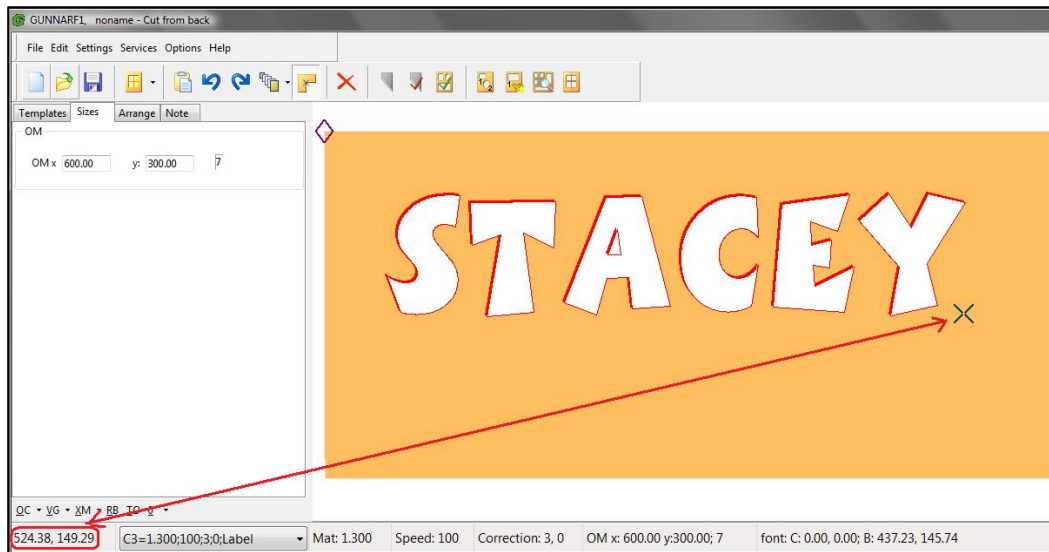 GUNNARF1, noname - Cut from back
File Edit Settings Services Options Help
Templates Sizes Arrange Note
OM
OM x 600.00 y: 300.00 7
STACEY
QC VG XM RB TO
524.38, 149.29 C3=1.300;100;3;0;Label Mat: 1.300 Speed: 100 Correction: 3, 0 OM x: 600.00 y:300.00; 7 font: C: 0.00, 0.00; B: 437.23, 145.74